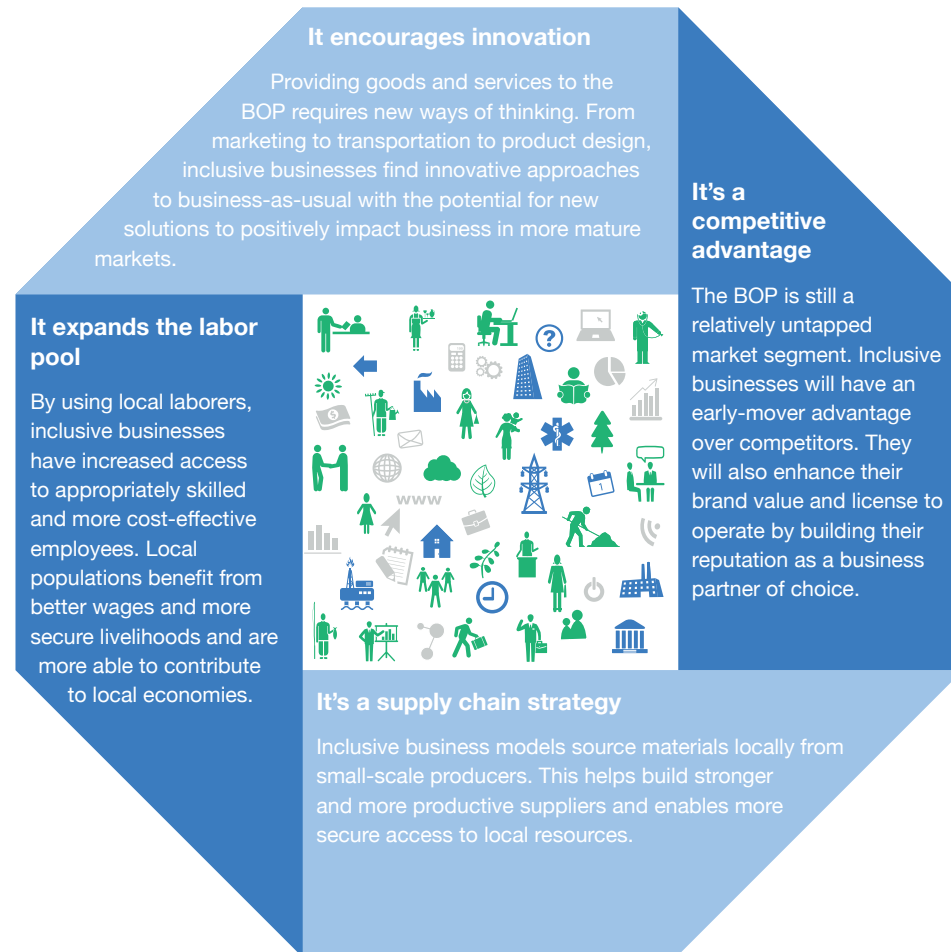 It encourages innovation
Providing goods and services to the
BOP requires new ways of thinking. From
marketing to transportation to product design,
inclusive businesses find innovative approaches
to business-as-usual with the potential for new
solutions to positively impact business in more mature
markets.
It's a
competitive
advantage
The BOP is still a
relatively untapped
market segment. Inclusive
businesses will have an
early-mover advantage
over competitors. They
will also enhance their
brand value and license to
operate by building their
reputation as a business
partner of choice.
It expands the labor
pool
By using local laborers,
inclusive businesses
have increased access
to appropriately skilled
and more cost-effective
employees. Local
populations benefit from
better wages and more
secure livelihoods and are
more able to contribute
to local economies.
?
$
www
1
It's a supply chain strategy
Inclusive business models source materials locally from
small-scale producers. This helps build stronger
and more productive suppliers and enables more
secure access to local resources.